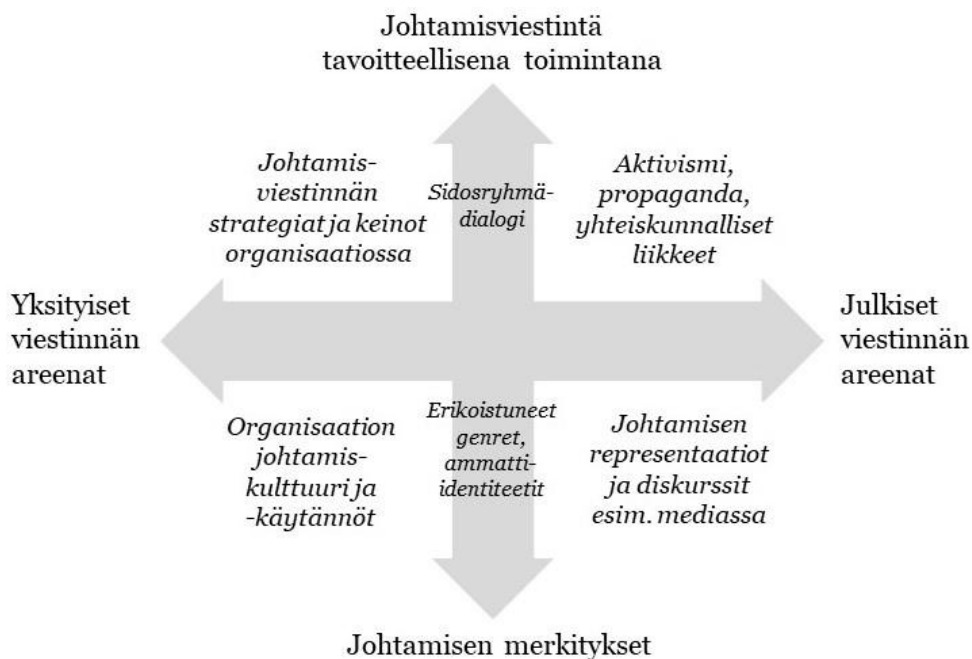 Johtamisviestintä
tavoitteellisena toimintana
Johtamis-
viestinnän
strategiat ja keinot
organisaatiossa
Sidosryhmä-
dialogi
Aktivismi,
propaganda,
yhteiskunnalliset
liikkeet
Yksityiset
viestinnän
areenat
Julkiset
viestinnän
areenat
Organisaation
johtamis-
kulttuuri ja
-käytännöt
Erikoistuneet
genret,
ammatti-
identiteetit
Johtamisen
representaatiot
ja diskurssit
esim. mediassa
Johtamisen merkitykset